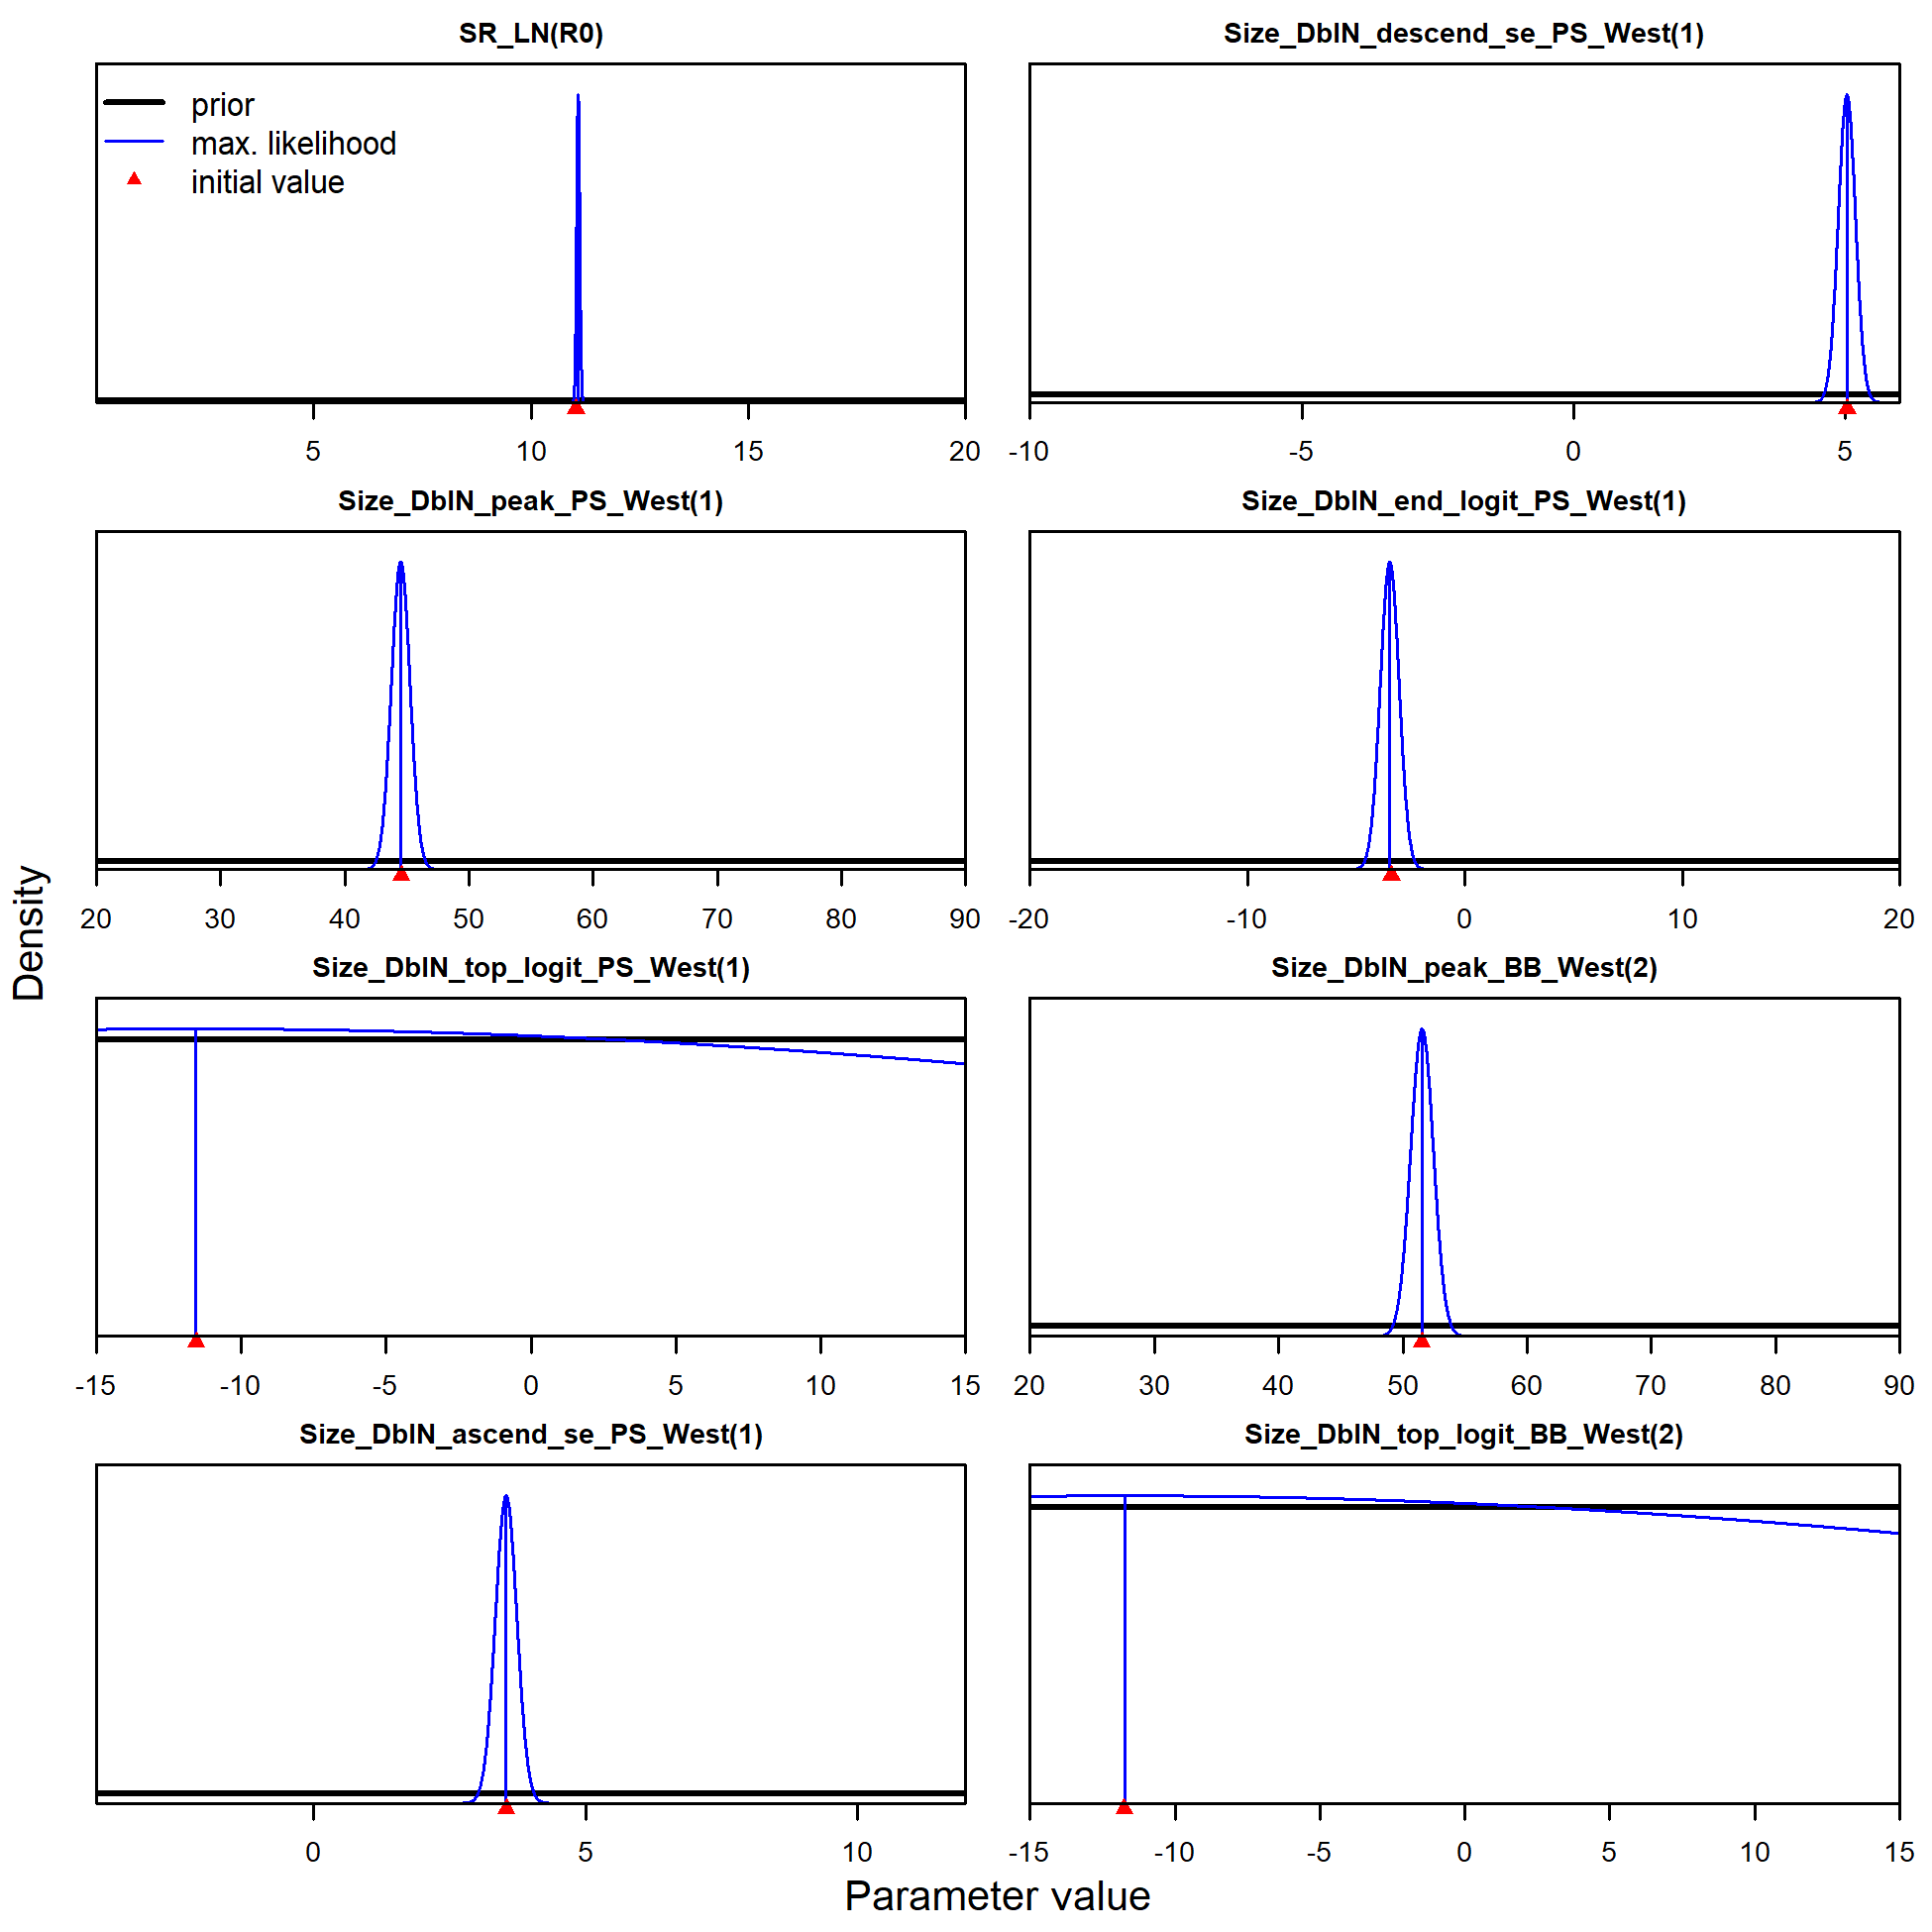 SR_LN(R0)
prior
max. likelihood
initial value
5 10 15 20
Size_DblN_descend_se_PS_West(1)
-10 -5 0 5
Size_DblN_peak_PS_West(1)
20 30 40 50 60 70 80 90
Size_DblN_end_logit_PS_West(1)
-20 -10 0 10 20
Size_DblN_top_logit_PS_West(1)
-15 -10 -5 0 5 10 15
Size_DblN_peak_BB_West(2)
20 30 40 50 60 70 80 90
Size_DblN_ascend_se_PS_West(1)
0 5 10
Size_DblN_top_logit_BB_West(2)
-15 -10 -5 0 5 10 15
Density
Parameter value